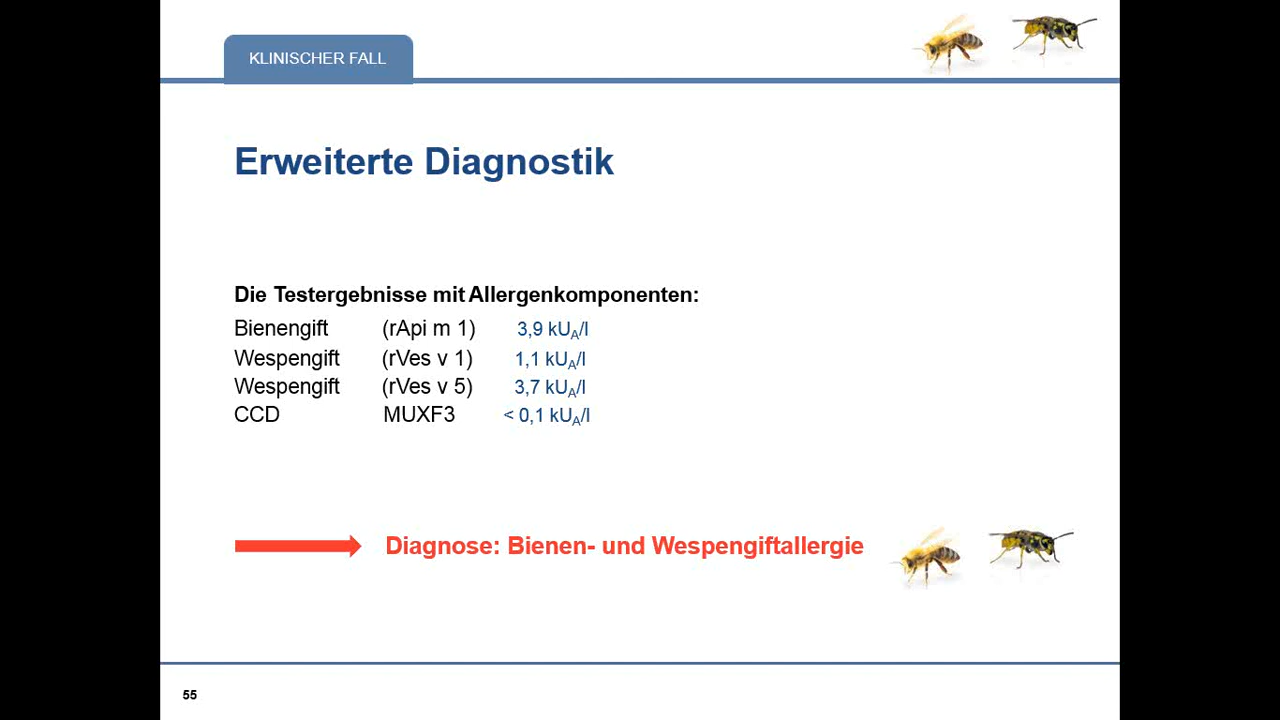 KLINISCHER FALL
Erweiterte Diagnostik
Die Testergebnisse mit Allergenkomponenten:
Bienengift (rApi m 1) 3,9 kUA/l
Wespengift (rVes v 1) 1,1 kUA/l
Wespengift (rVes v 5) 3,7 kUA/l
CCD MUXF3 < 0,1 kUA/l
Diagnose: Bienen- und Wespengiftallergie
55